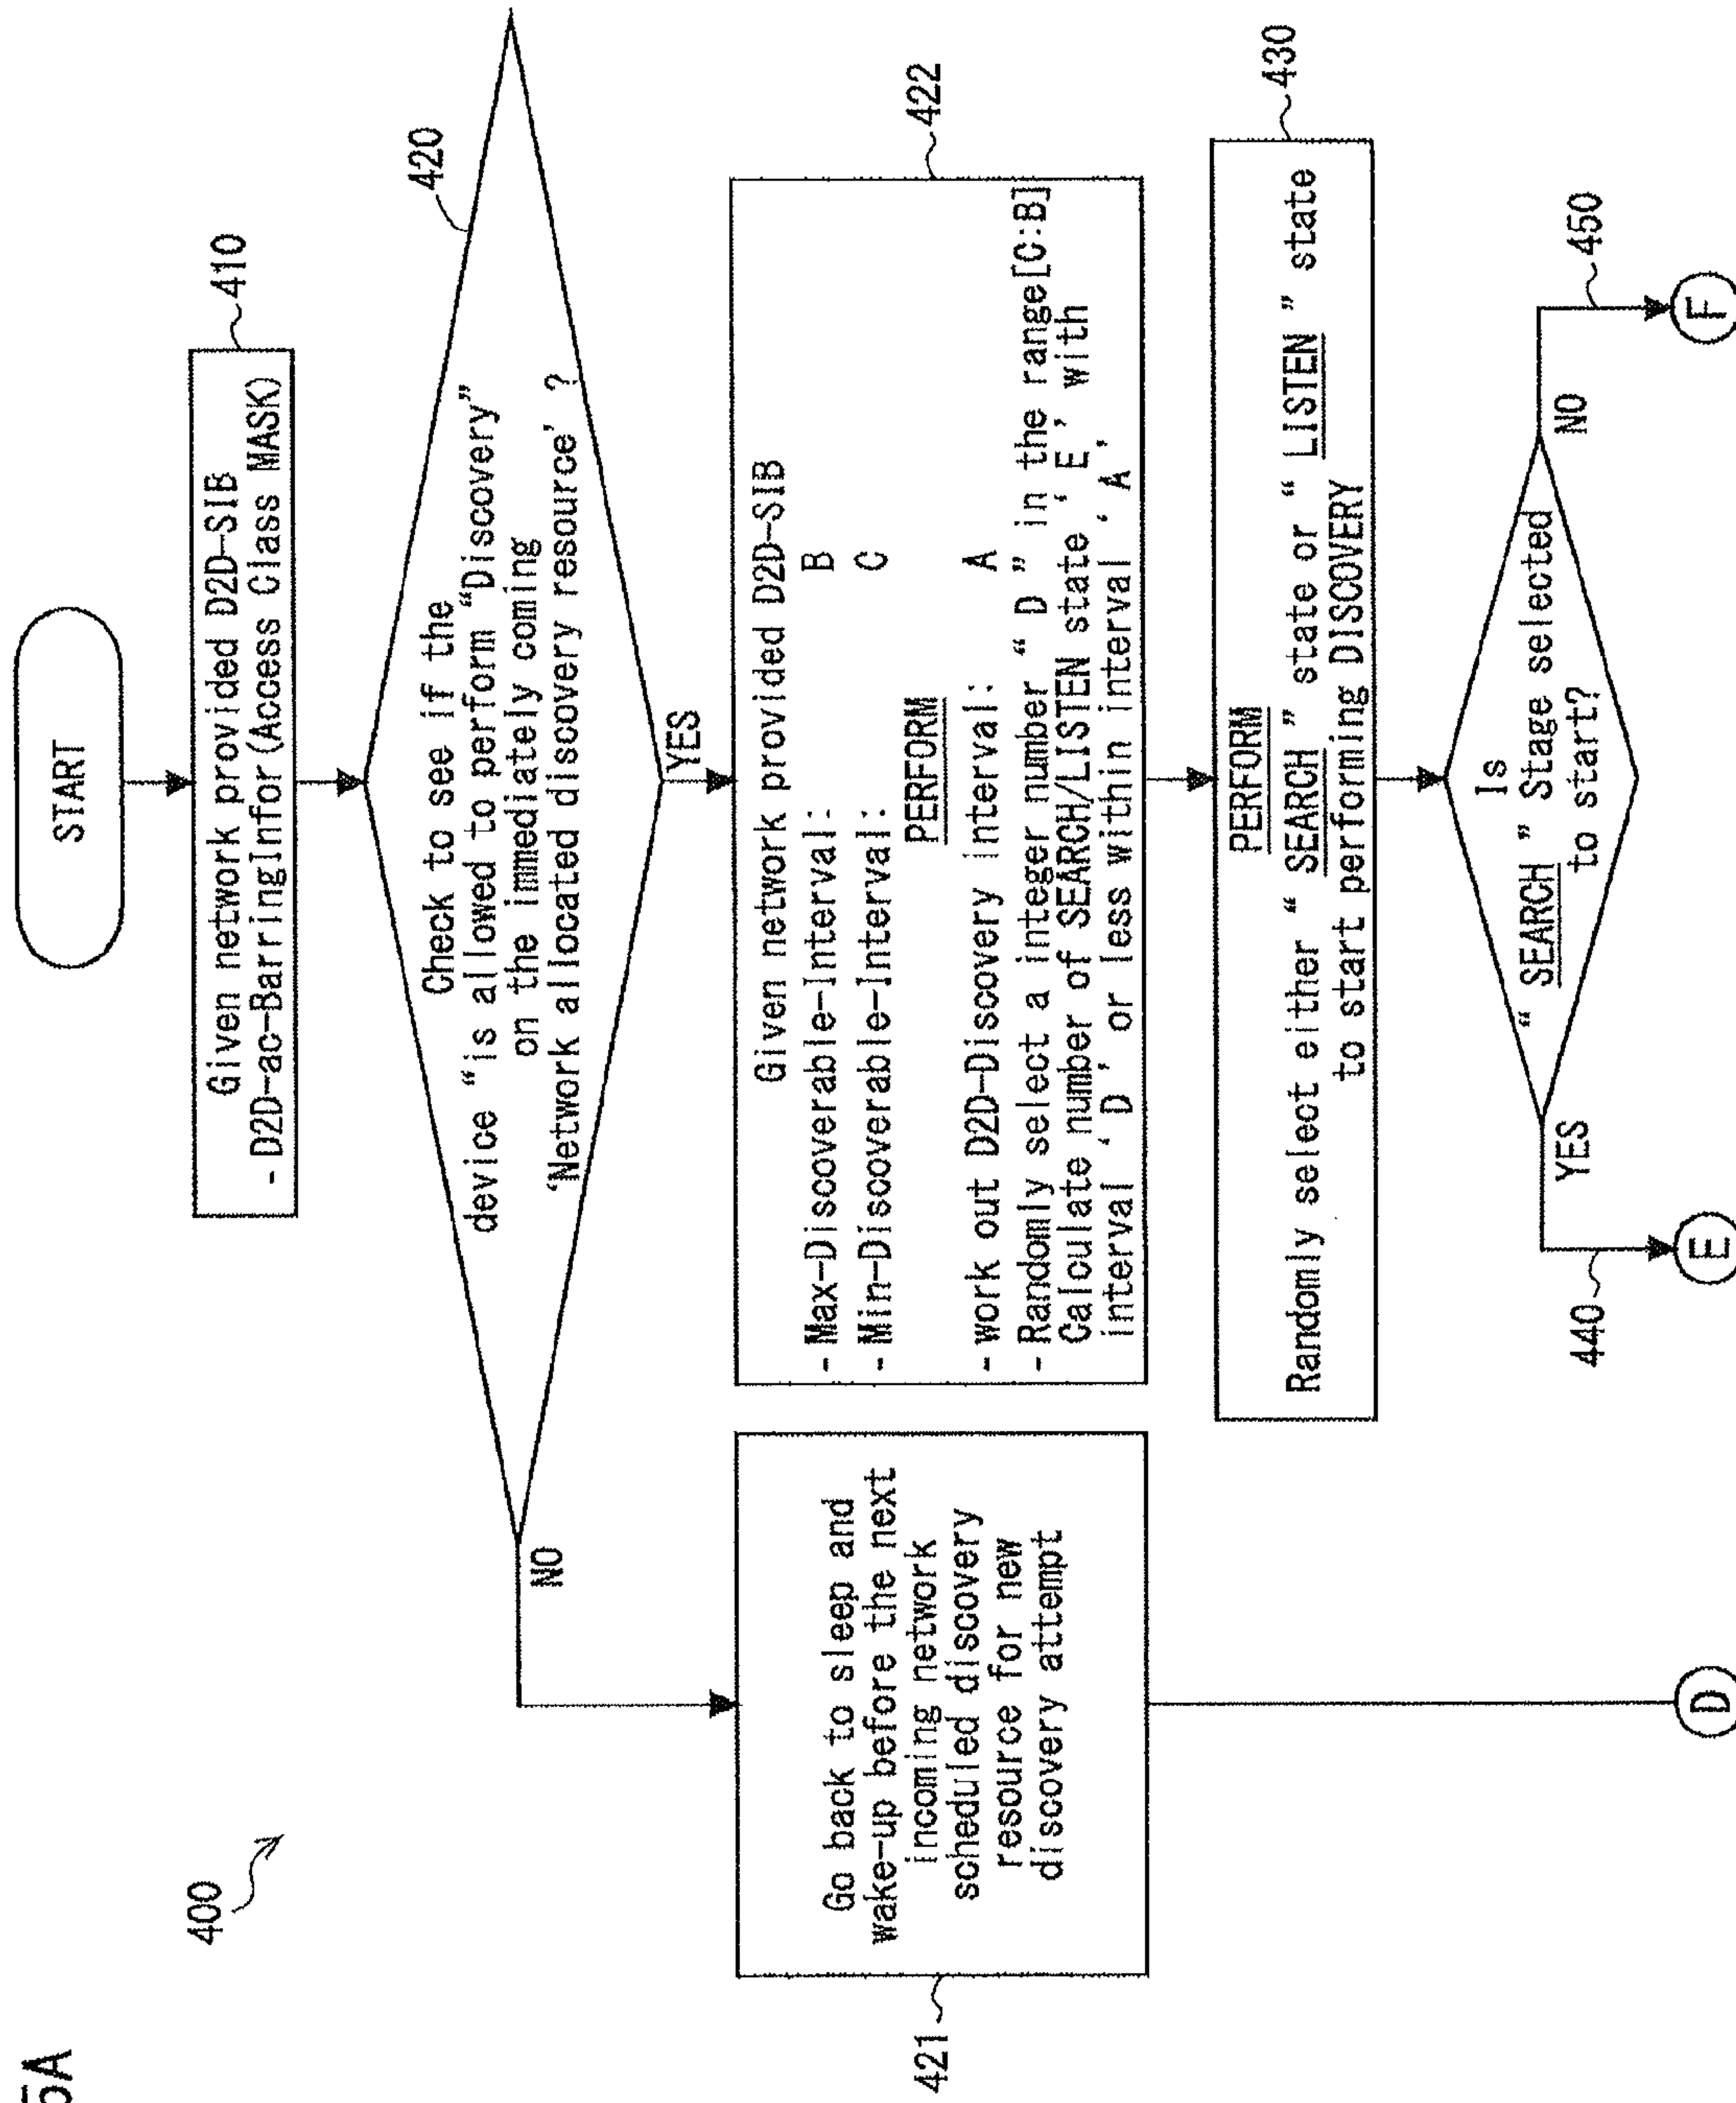 5A
400
START
410
Given network provided D2D-SIB
- D2D-ac-BarringInfor(Access Class MASK)
420
Check to see if the
device “is allowed to perform “Discovery”
on the immediately coming
‘Network allocated discovery resource’ ?
NO
YES
421
Go back to sleep and
wake-up before the next
incoming network
scheduled discovery
resource for new
discovery attempt
422
Given network provided D2D-SIB
- Max-Discoverable-Interval: B
- Min-Discoverable-Interval: C
PERFORM
- work out D2D-Discovery interval: A
- Randomly select a integer number “ D ” in the range[C:B]
Calculate number of SEARCH/LISTEN state ‘ E ’ with
interval ‘ D ’ or less within interval ‘ A ’
430
PERFORM
Randomly select either “ SEARCH ” state or “ LISTEN ” state
to start performing DISCOVERY
Is
“ SEARCH ” Stage selected
to start?
YES
NO
440
450
D
E
F